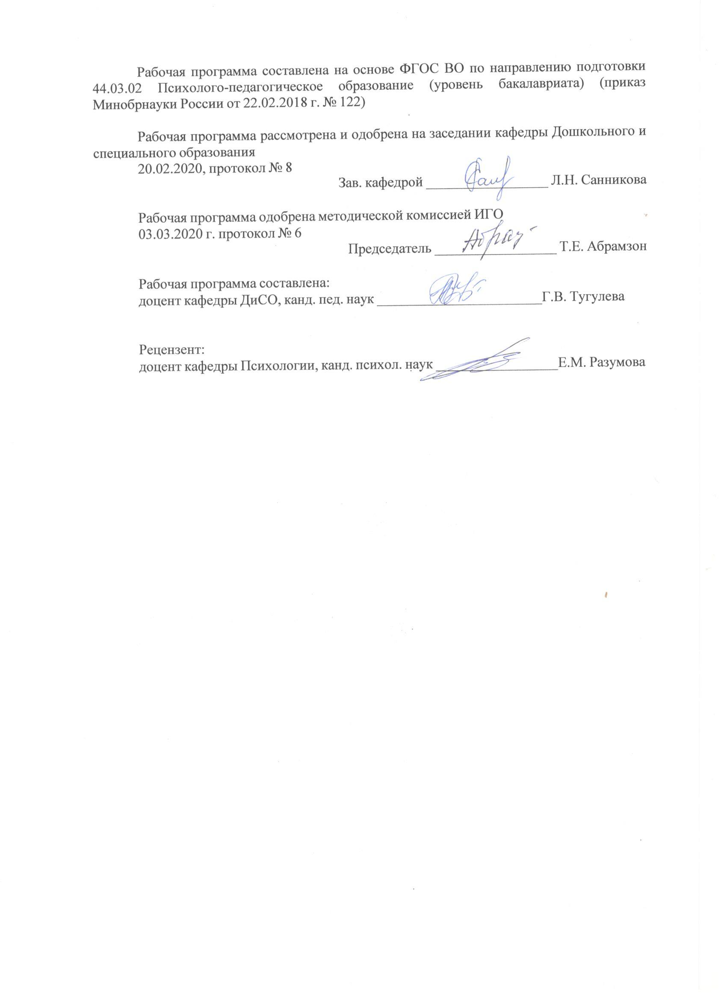 Рабочая программа составлена на основе ФГОС ВО по направлению подготовки
44.03.02 Психолого-педагогическое образование (уровень бакалавриата) (приказ
Минобрнауки России от 22.02.2018 г. № 122)
Рабочая программа рассмотрена и одобрена на заседании кафедры Дошкольного и
специального образования
20.02.2020, протокол № 8
Зав. кафедрой __________________ Л.Н. Санникова
Рабочая программа одобрена методической комиссией ИГО
03.03.2020 г. протокол № 6
Председатель __________________ Т.Е. Абрамзон
Рабочая программа составлена:
доцент кафедры ДиСО, канд. пед. наук ________________________Г.В. Тугулева
Рецензент:
доцент кафедры Психологии, канд. психол. наук __________________Е.М. Разумова